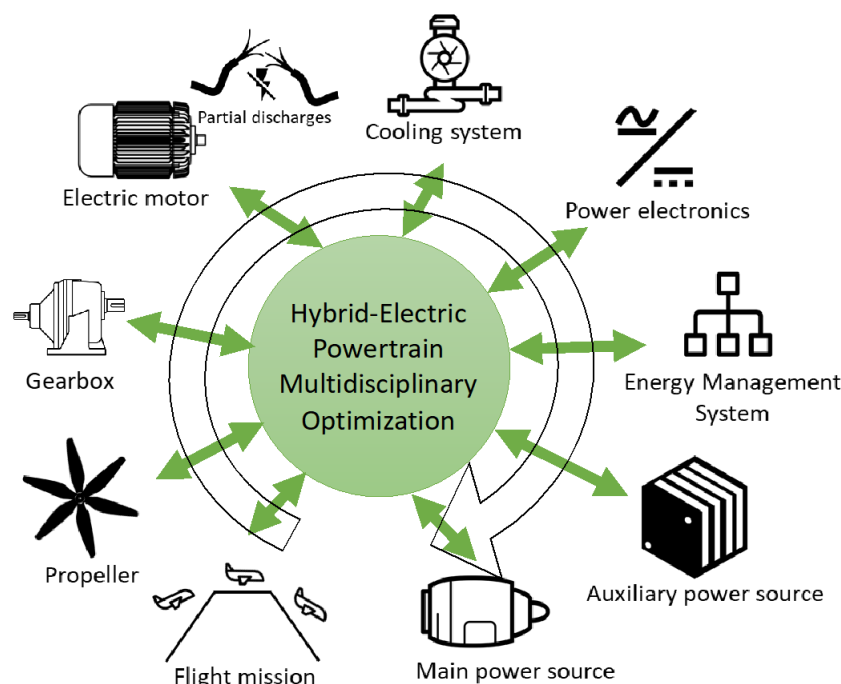 Partial discharges
Cooling system
Electric motor
Power electronics
Hybrid-Electric
Powertrain
Multidisciplinary
Optimization
Gearbox
Energy Management
System
Propeller
Auxiliary power source
Flight mission
Main power source